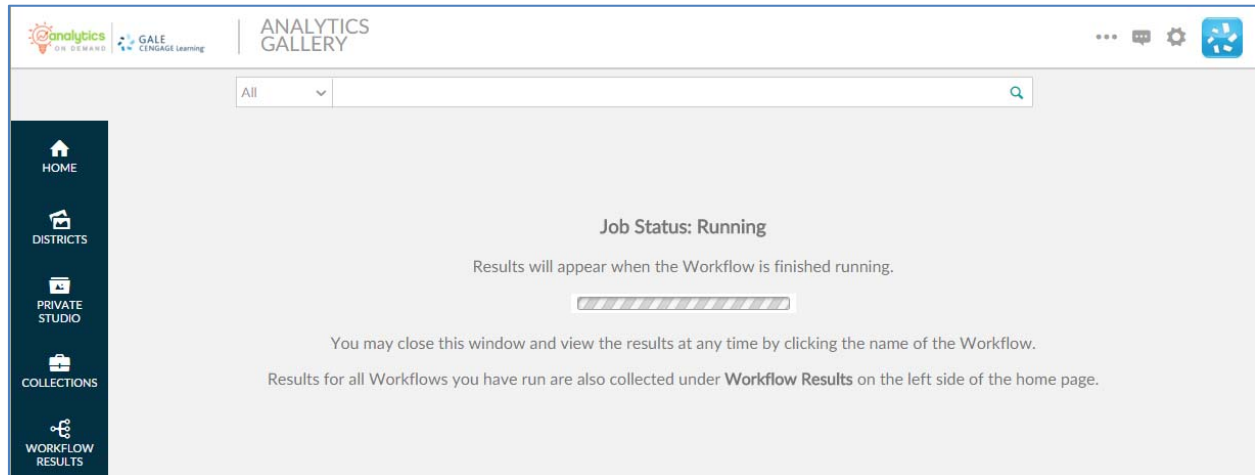 analytics
ON DEMAND
GALE
CENGAGE Learning
ANALYTICS
GALLERY
All
HOME
DISTRICTS
PRIVATE
STUDIO
COLLECTIONS
WORKFLOW
RESULTS
Job Status: Running
Results will appear when the Workflow is finished running.
You may close this window and view the results at any time by clicking the name of the Workflow.
Results for all Workflows you have run are also collected under Workflow Results on the left side of the home page.